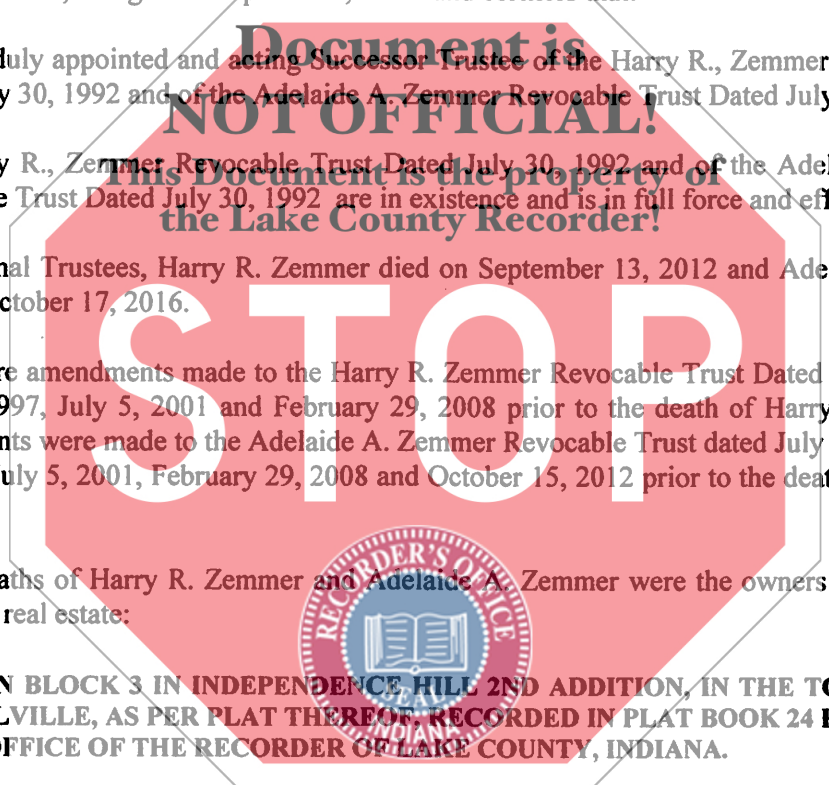 Document is
duly appointed and acting Successor Trustee of the Harry R., Zemmer
y 30, 1992 and of the Adelaide A. Zemmer Revocable Trust Dated July
NOT OFFICIAL!
y R., Zemmer Revocable Trust Dated July 30, 1992 and of the Adel
This Document is the property of
e Trust Dated July 30, 1992 are in existence and is in full force and eff
the Lake County Recorder!
nal Trustees, Harry R. Zemmer died on September 13, 2012 and Ade
ctober 17, 2016.
STOP
re amendments made to the Harry R. Zemmer Revocable Trust Dated
997, July 5, 2001 and February 29, 2008 prior to the death of Harry
nts were made to the Adelaide A. Zemmer Revocable Trust dated July
uly 5, 2001, February 29, 2008 and October 15, 2012 prior to the deat
RECORDER'S OFFICE
aths of Harry R. Zemmer and Adelaide A. Zemmer were the owners
real estate:
SEAL
INDIANA
N BLOCK 3 IN INDEPENDENCE HILL 2ND ADDITION, IN THE TO
LVILLE, AS PER PLAT THEREOF, RECORDED IN PLAT BOOK 24
OFFICE OF THE RECORDER OF LAKE COUNTY, INDIANA.